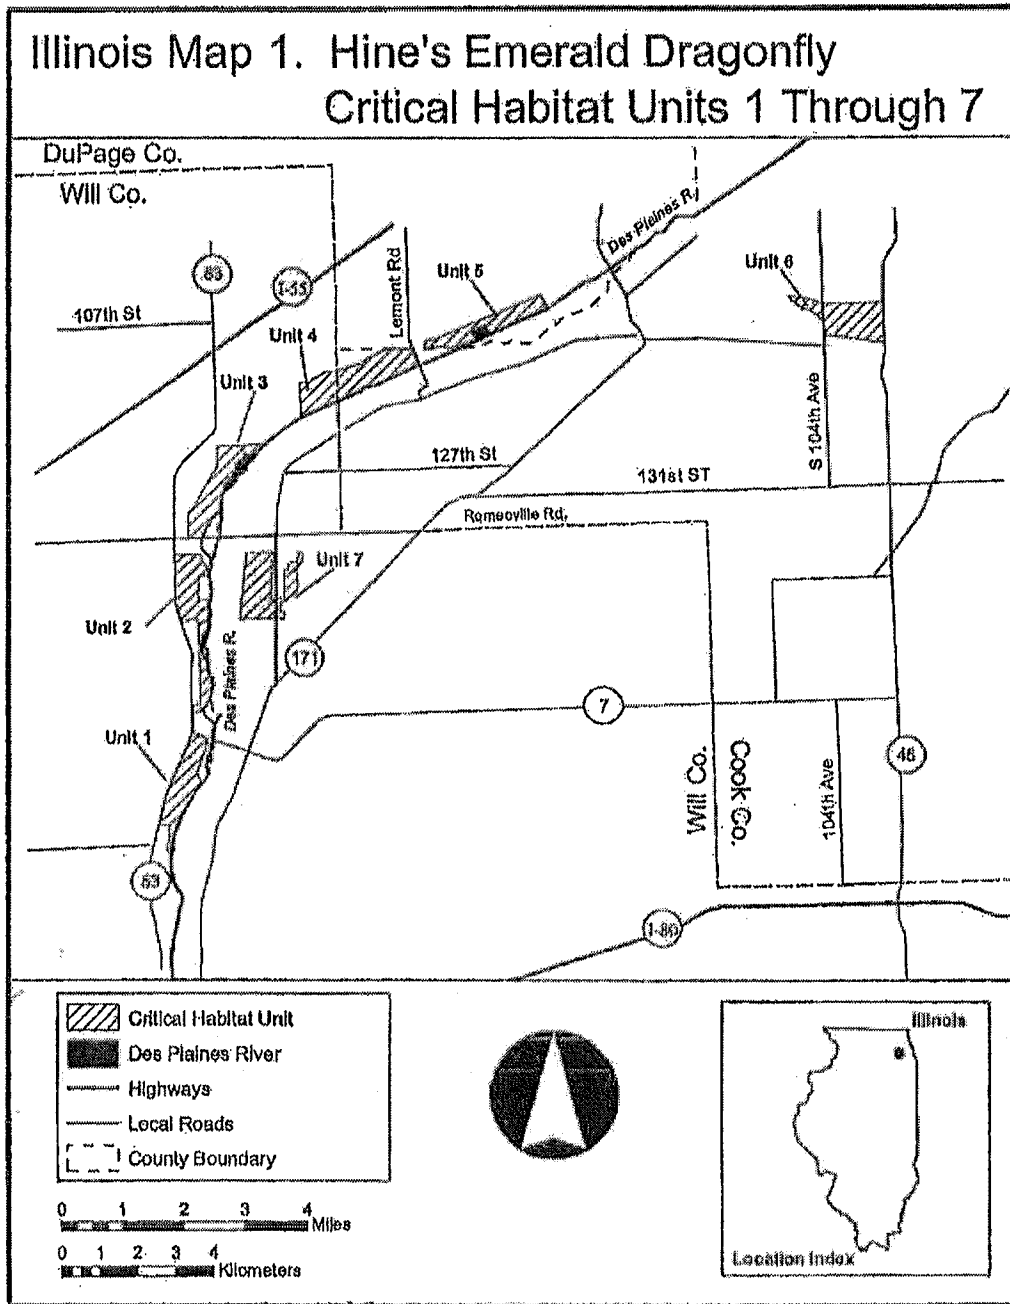 Illinois Map 1. Hine's Emerald Dragonfly
Critical Habitat Units 1 Through 7
DuPage Co.
Will Co.
Des Plaines R.
Unit 5
Unit 6
Lemont Rd
I-55
107th St
Unit 4
Unit 3
S 104th Ave
127th St
131st ST
Romeoville Rd.
Unit 7
Unit 2
Des Plaines R.
171
7
Unit 1
Will Co.
Cook Co.
104th Ave
53
I-80
Critical Habitat Unit
Des Plaines River
Highways
Local Roads
County Boundary
0 1 2 3 4
Miles
0 1 2 3 4
Kilometers
Illinois
Location Index